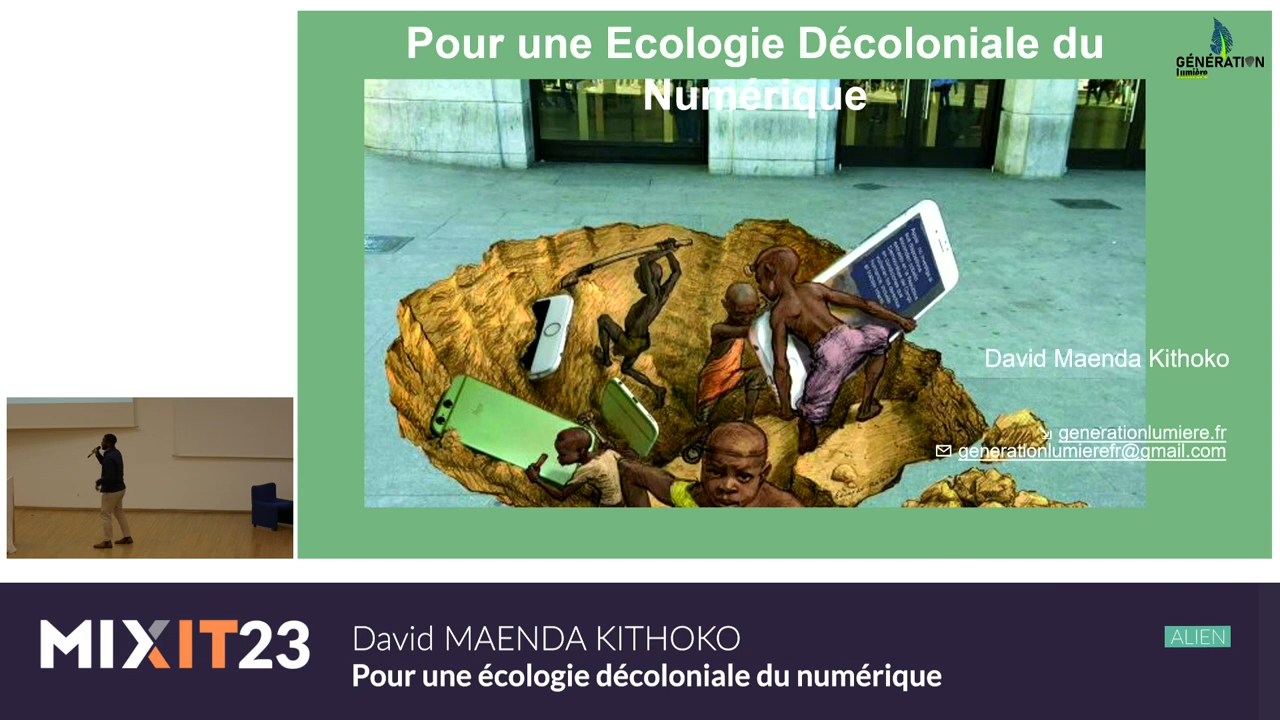 Pour une Ecologie Décoloniale du
Numérique
GÉNÉRATION
lumière
David Maenda Kithoko
generationlumiere.fr
generationlumierefr@gmail.com
MIXIT23
David MAENDA KITHOKO
Pour une écologie décoloniale du numérique
ALIEN